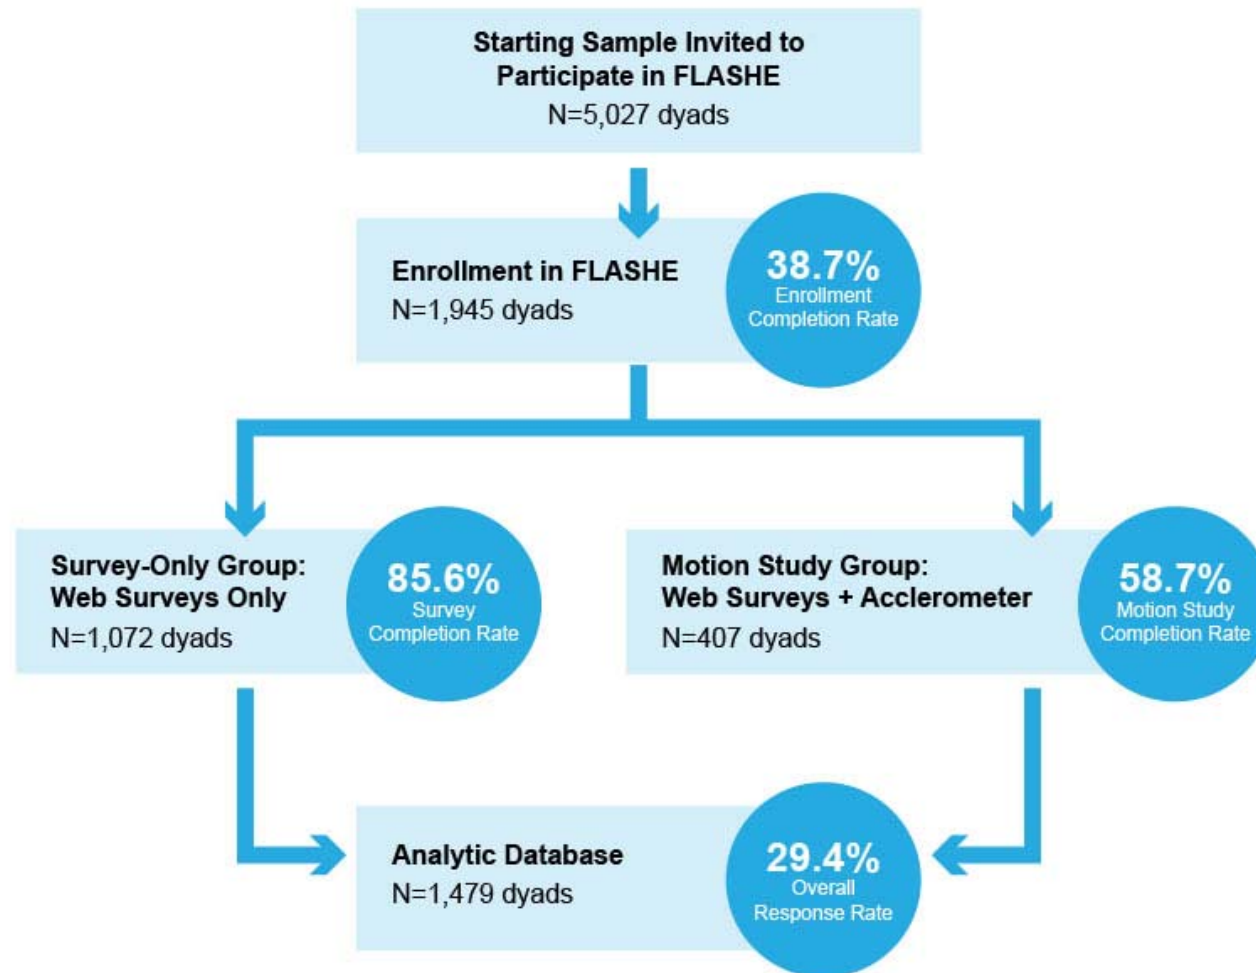 Starting Sample Invited to
Participate in FLASHE
N=5,027 dyads
Enrollment in FLASHE
N=1,945 dyads
38.7%
Enrollment
Completion Rate
Survey-Only Group:
Web Surveys Only
N=1,072 dyads
85.6%
Survey
Completion Rate
Motion Study Group:
Web Surveys + Acclerometer
N=407 dyads
58.7%
Motion Study
Completion Rate
Analytic Database
N=1,479 dyads
29.4%
Overall
Response Rate